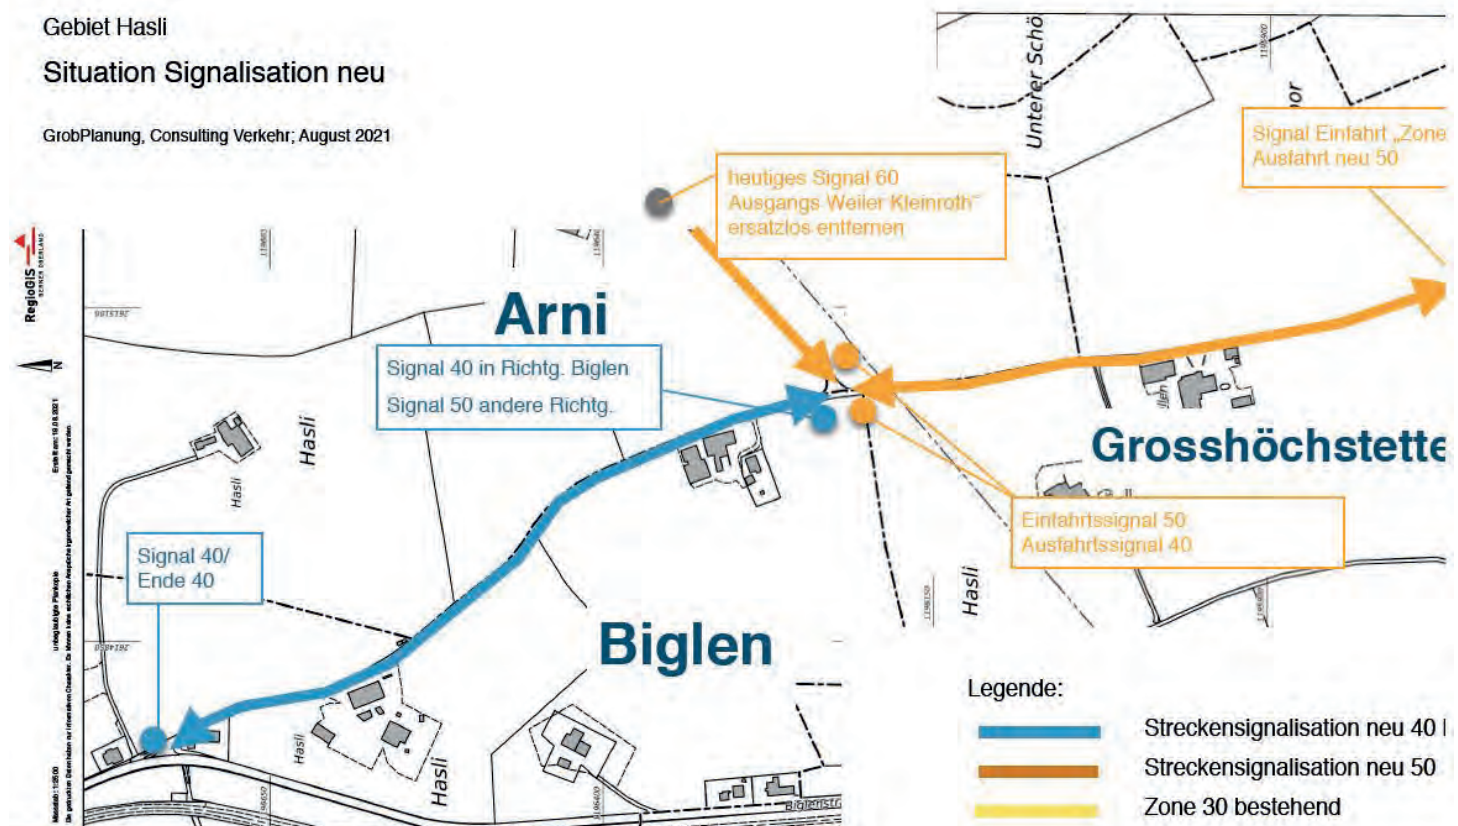 Gebiet Hasli
Situation Signalisation neu
GrobPlanung, Consulting Verkehr; August 2021
RegioGIS
BERNER OBERLAND
N
Unterer Schö
Signal Einfahrt „Zone
Ausfahrt neu 50
heutiges Signal 60
Ausgangs Weiler Kleinroth"
ersatzlos entfernen
Arni
Signal 40 in Richtg. Biglen
Signal 50 andere Richtg.
Hasli
Hasli
Grosshöchstette
Einfahrtssignal 50
Ausfahrtssignal 40
Signal 40/
Ende 40
Hasli
Biglen
Hasli
Hasli
Legende:
Streckensignalisation neu 40
Streckensignalisation neu 50
Zone 30 bestehend